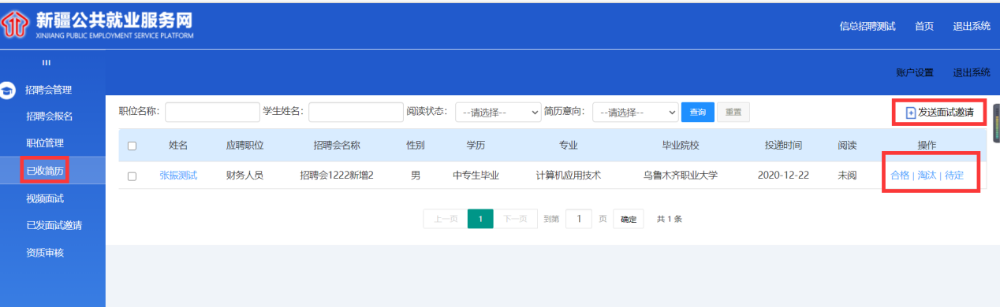 新疆公共就业服务网
XINJIANG PUBLIC EMPLOYMENT SERVICE PLATFORM
信总招聘测试 首页 退出系统
账户设置 退出系统
招聘会管理
招聘会报名
职位管理
已收简历
视频面试
已发面试邀请
资质审核
职位名称: 学生姓名: 阅读状态: --请选择-- 简历意向: --请选择-- 查询 重置 发送面试邀请
姓名 应聘职位 招聘会名称 性别 学历 专业 毕业院校 投递时间 阅读 操作
张振测试 财务人员 招聘会1222新增2 男 中专生毕业 计算机应用技术 乌鲁木齐职业大学 2020-12-22 未阅 合格 | 淘汰 | 待定
上一页 1 下一页 到第 1 页 确定 共 1 条